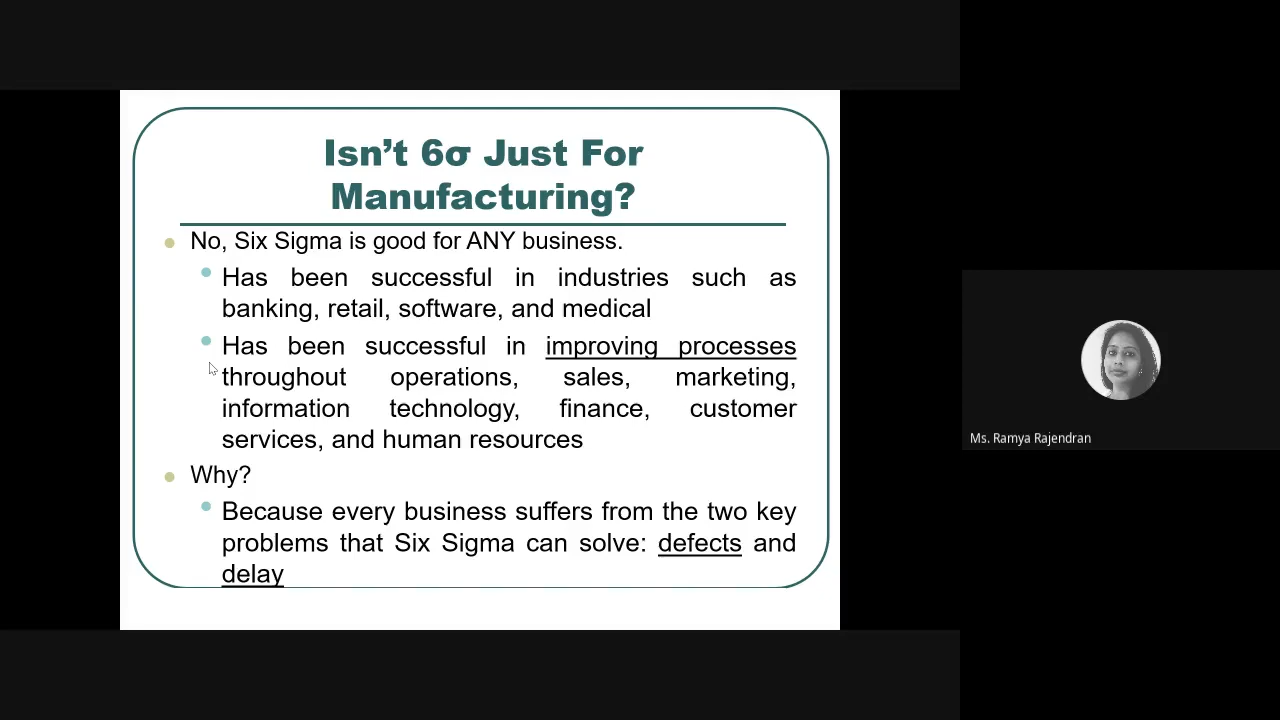 Isn’t 6σ Just For
Manufacturing?
No, Six Sigma is good for ANY business.
Has been successful in industries such as
banking, retail, software, and medical
Has been successful in improving processes
throughout operations, sales, marketing,
information technology, finance, customer
services, and human resources
Why?
Because every business suffers from the two key
problems that Six Sigma can solve: defects and
delay
Ms. Ramya Rajendran